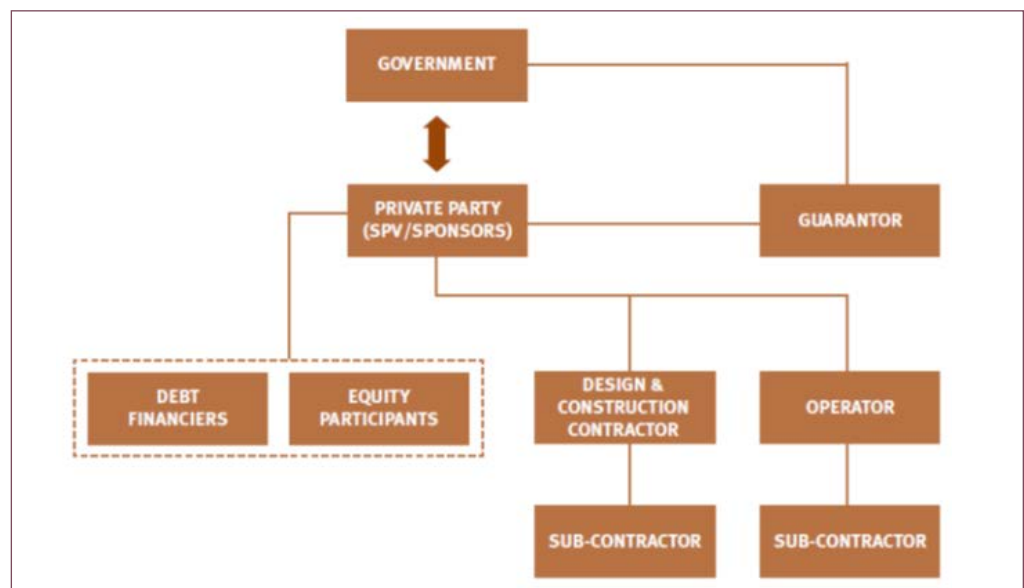 GOVERNMENT
PRIVATE PARTY
(SPV/SPONSORS)
GUARANTOR
DEBT
FINANCIERS
EQUITY
PARTICIPANTS
DESIGN &
CONSTRUCTION
CONTRACTOR
OPERATOR
SUB-CONTRACTOR
SUB-CONTRACTOR